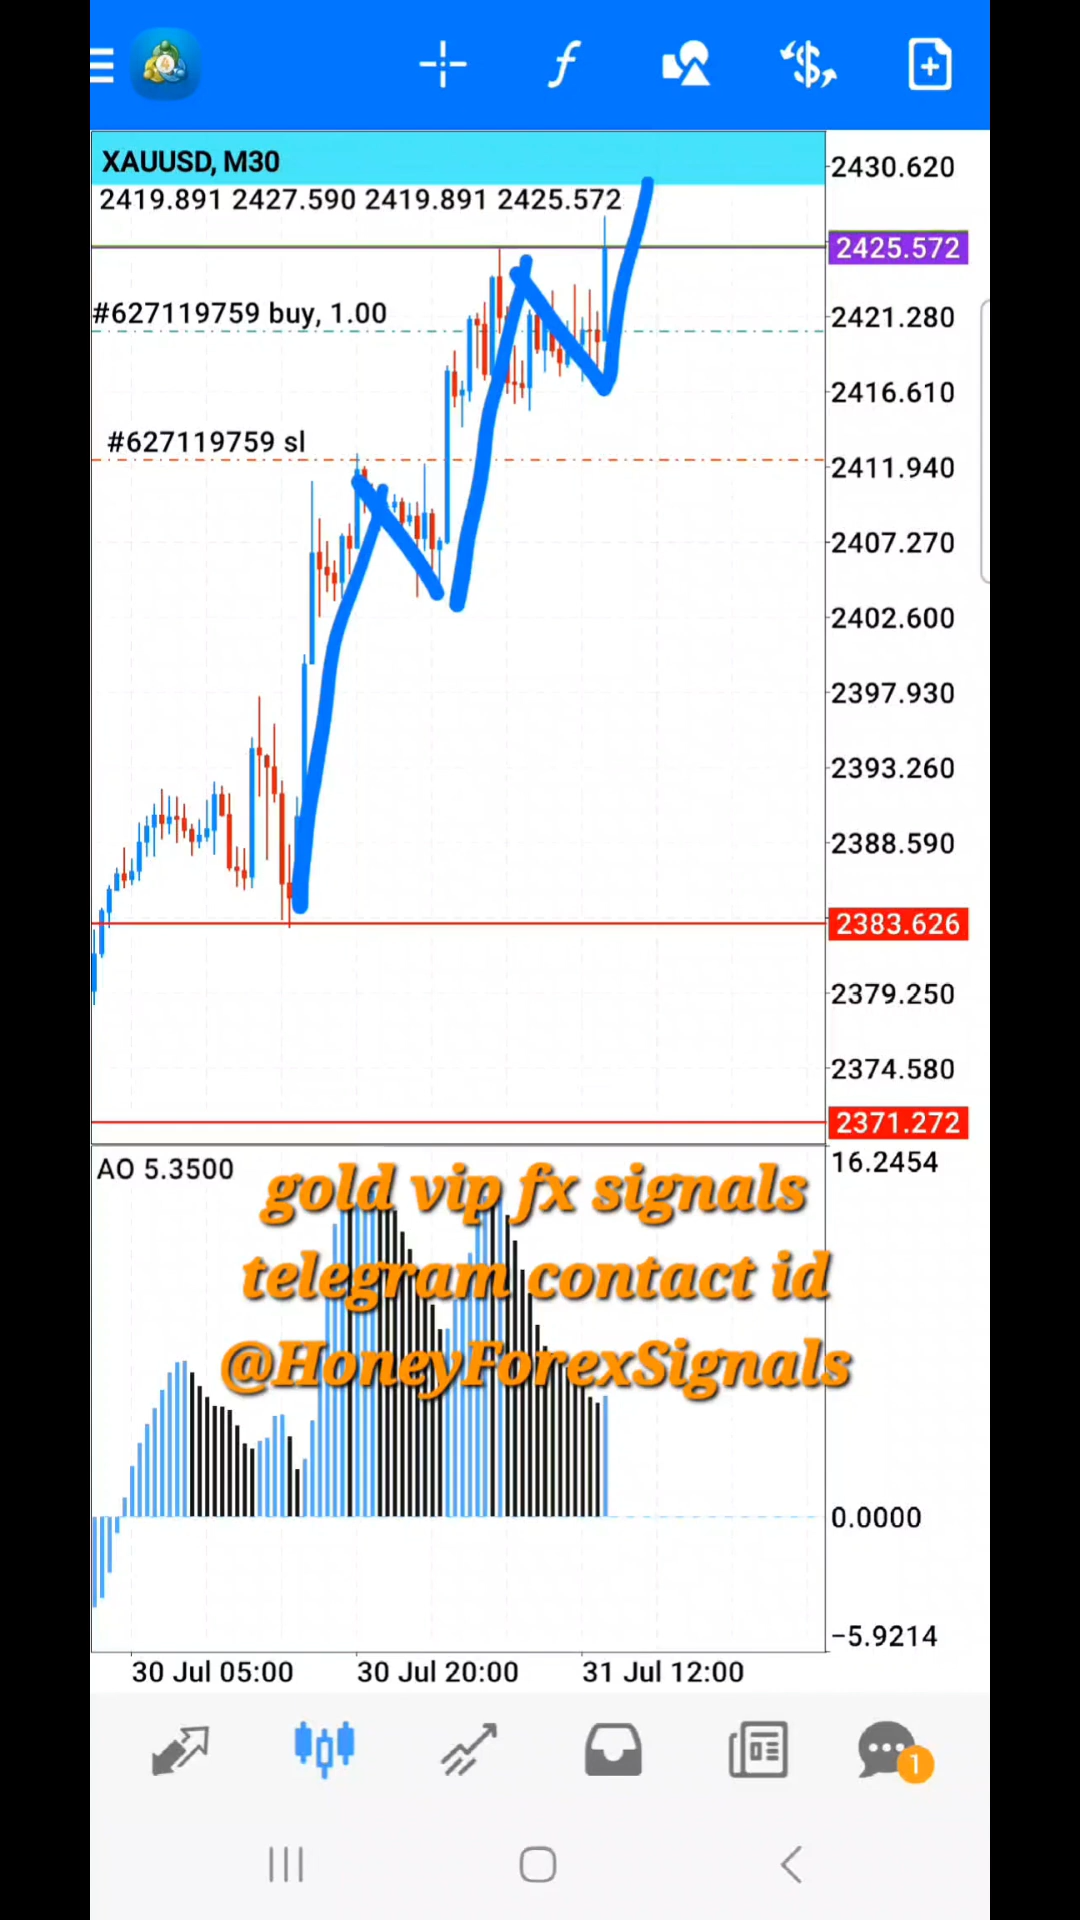 XAUUSD, M30
2419.891 2427.590 2419.891 2425.572
2430.620
2425.572
#627119759 buy, 1.00
2421.280
2416.610
#627119759 sl
2411.940
2407.270
2402.600
2397.930
2393.260
2388.590
2383.626
2379.250
2374.580
2371.272
AO 5.3500
16.2454
gold vip fx signals
telegram contact id
@HoneyForexSignals
0.0000
-5.9214
30 Jul 05:00
30 Jul 20:00
31 Jul 12:00
1